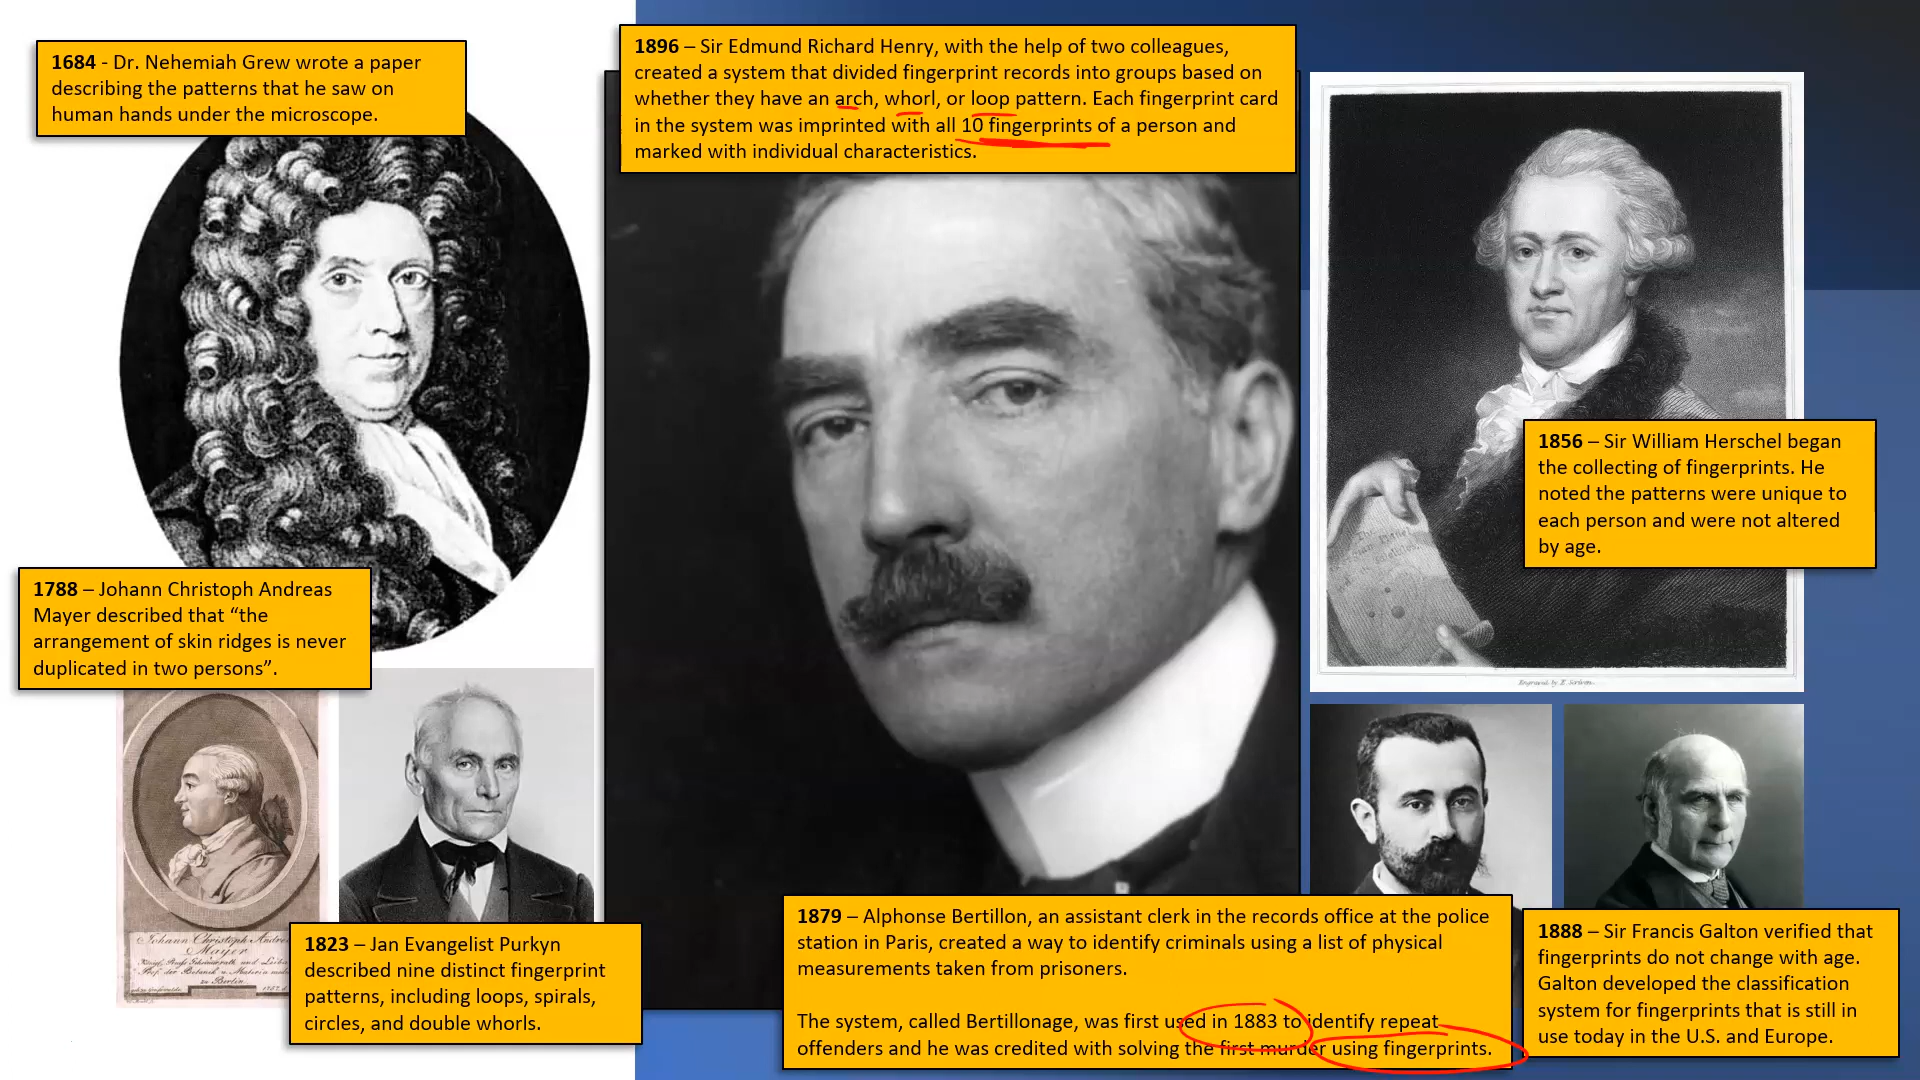 1684 - Dr. Nehemiah Grew wrote a paper
describing the patterns that he saw on
human hands under the microscope.
1896 – Sir Edmund Richard Henry, with the help of two colleagues,
created a system that divided fingerprint records into groups based on
whether they have an arch, whorl, or loop pattern. Each fingerprint card
in the system was imprinted with all 10 fingerprints of a person and
marked with individual characteristics.
1856 – Sir William Herschel began
the collecting of fingerprints. He
noted the patterns were unique to
each person and were not altered
by age.
Engraved by E. Scriven.
1788 – Johann Christoph Andreas
Mayer described that “the
arrangement of skin ridges is never
duplicated in two persons”.
Johann Christoph Andre
Mayer
zu Berlin.
1823 – Jan Evangelist Purkyn
described nine distinct fingerprint
patterns, including loops, spirals,
circles, and double whorls.
1879 – Alphonse Bertillon, an assistant clerk in the records office at the police
station in Paris, created a way to identify criminals using a list of physical
measurements taken from prisoners.
The system, called Bertillonage, was first used in 1883 to identify repeat
offenders and he was credited with solving the first murder using fingerprints.
1888 – Sir Francis Galton verified that
fingerprints do not change with age.
Galton developed the classification
system for fingerprints that is still in
use today in the U.S. and Europe.